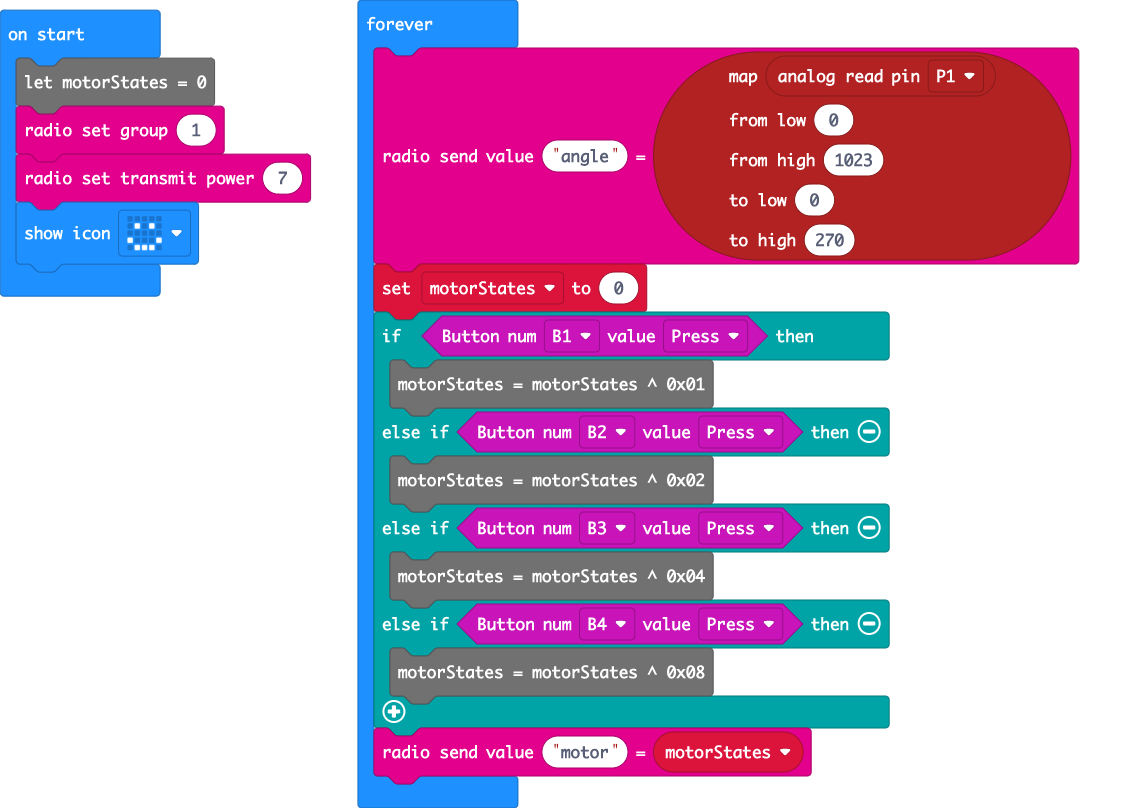 on start
let motorStates = 0
radio set group 1
radio set transmit power 7
show icon
forever
radio send value "angle" = map analog read pin P1
from low 0
from high 1023
to low 0
to high 270
set motorStates to 0
if Button num B1 value Press then
motorStates = motorStates ^ 0x01
else if Button num B2 value Press then
motorStates = motorStates ^ 0x02
else if Button num B3 value Press then
motorStates = motorStates ^ 0x04
else if Button num B4 value Press then
motorStates = motorStates ^ 0x08
radio send value "motor" = motorStates